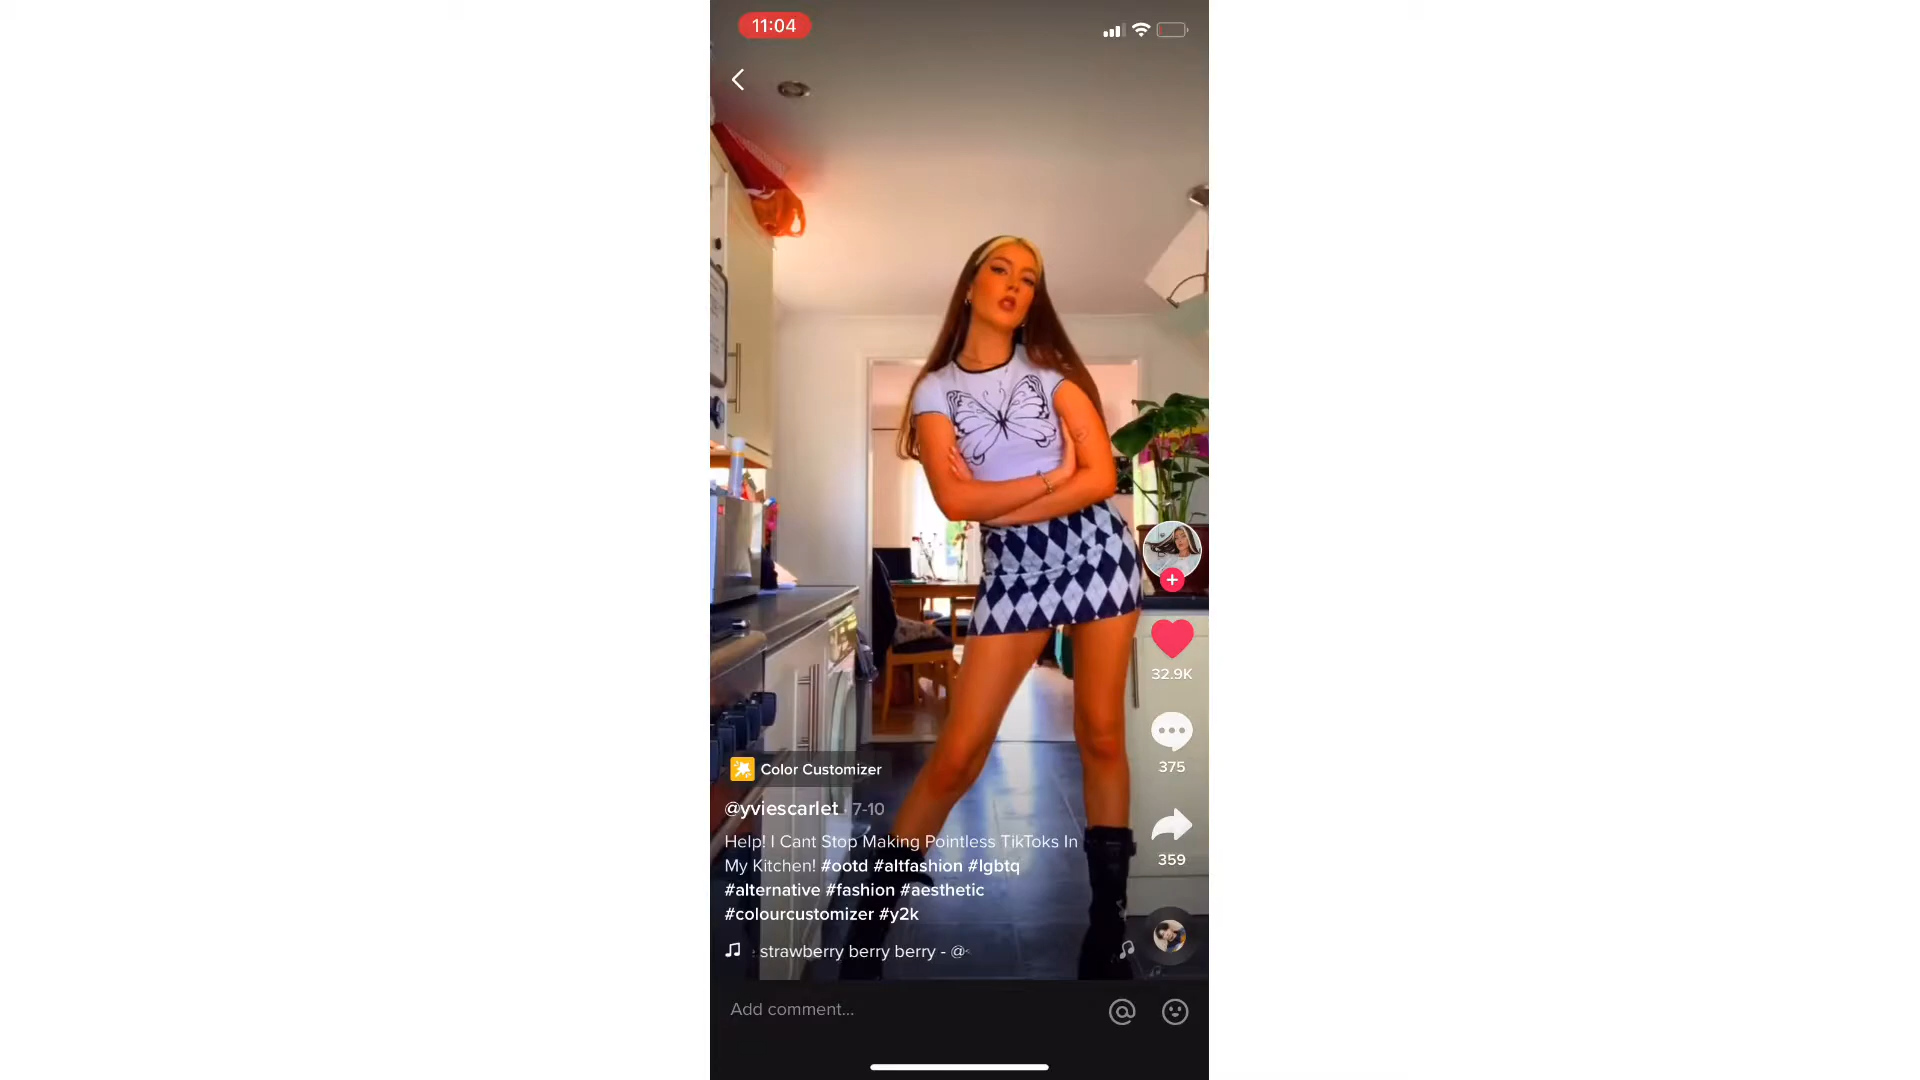 11:04
32.9K
375
359
Color Customizer
@yviescarlet · 7-10
Help! I Cant Stop Making Pointless TikToks In
My Kitchen! #ootd #altfashion #lgbtq
#alternative #fashion #aesthetic
#colourcustomizer #y2k
strawberry berry berry - @
Add comment...